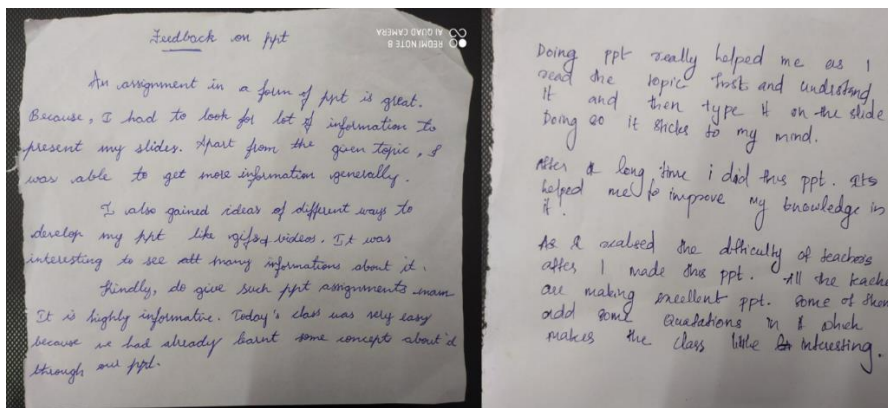 Feedback on ppt
REDMI NOTE 8
AI QUAD CAMERA
An assignment in a form of ppt is great.
Because, I had to look for lot of information to
present my slides. Apart from the given topic, I
was able to get more information generally.
I also gained ideas of different ways to
develop my ppt like gifs & videos. It was
interesting to see many informations about it.
Kindly, do give such ppt assignments mam
It is highly informative. Today's class was very easy
because we had already learnt some concepts about'd
through our ppt.
Doing ppt really helped me as I
read the topic first and understand
it and then type it on the slide
Doing so it sticks to my mind.
After a long time i did this ppt. Its
helped me to improve my knowledge in
it.
As I realised the difficulty of teachers
after I made this ppt. All the teache
are making excellent ppt. some of them
add some Quatations in it which
makes the class little interesting.